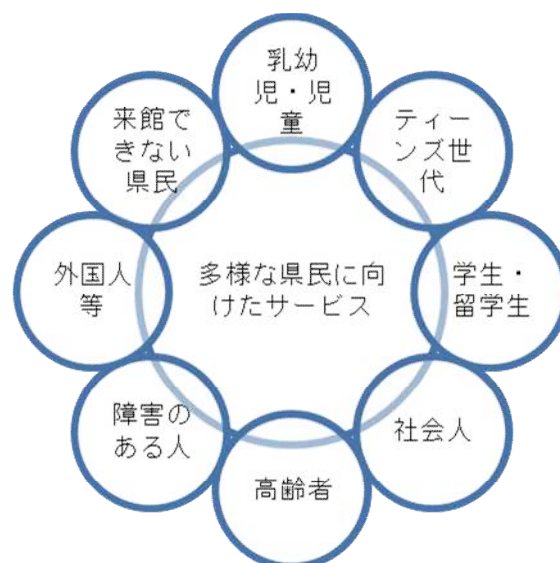 乳幼
児・児
童
ティー
ンズ世
代
学生・
留学生
社会人
高齢者
障害の
ある人
外国人
等
来館で
きない
県民
多様な県民に向
けたサービス